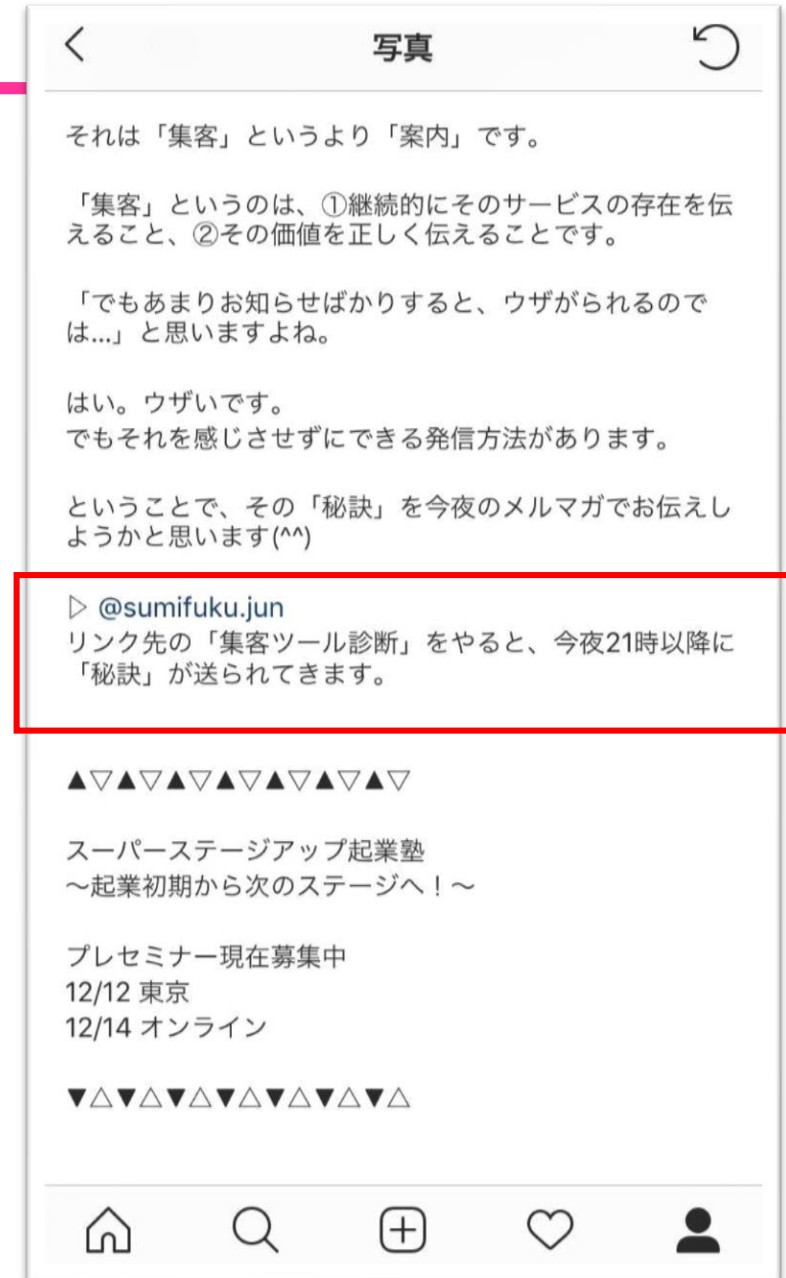 写真
それは「集客」というより「案内」です。
「集客」というのは、①継続的にそのサービスの存在を伝
えること、②その価値を正しく伝えることです。
「でもあまりお知らせばかりすると、ウザがられるので
は...」と思いますよね。
はい。ウザいです。
でもそれを感じさせずにできる発信方法があります。
ということで、その「秘訣」を今夜のメルマガでお伝えし
ようかと思います(^^)
▷ @sumifuku.jun
リンク先の「集客ツール診断」をやると、今夜21時以降に
「秘訣」が送られてきます。
▲▽▲▽▲▽▲▽▲▽▲▽▲▽
スーパーステージアップ起業塾
〜起業初期から次のステージへ！〜
プレセミナー現在募集中
12/12 東京
12/14 オンライン
▼△▼△▼△▼△▼△▼△▼△